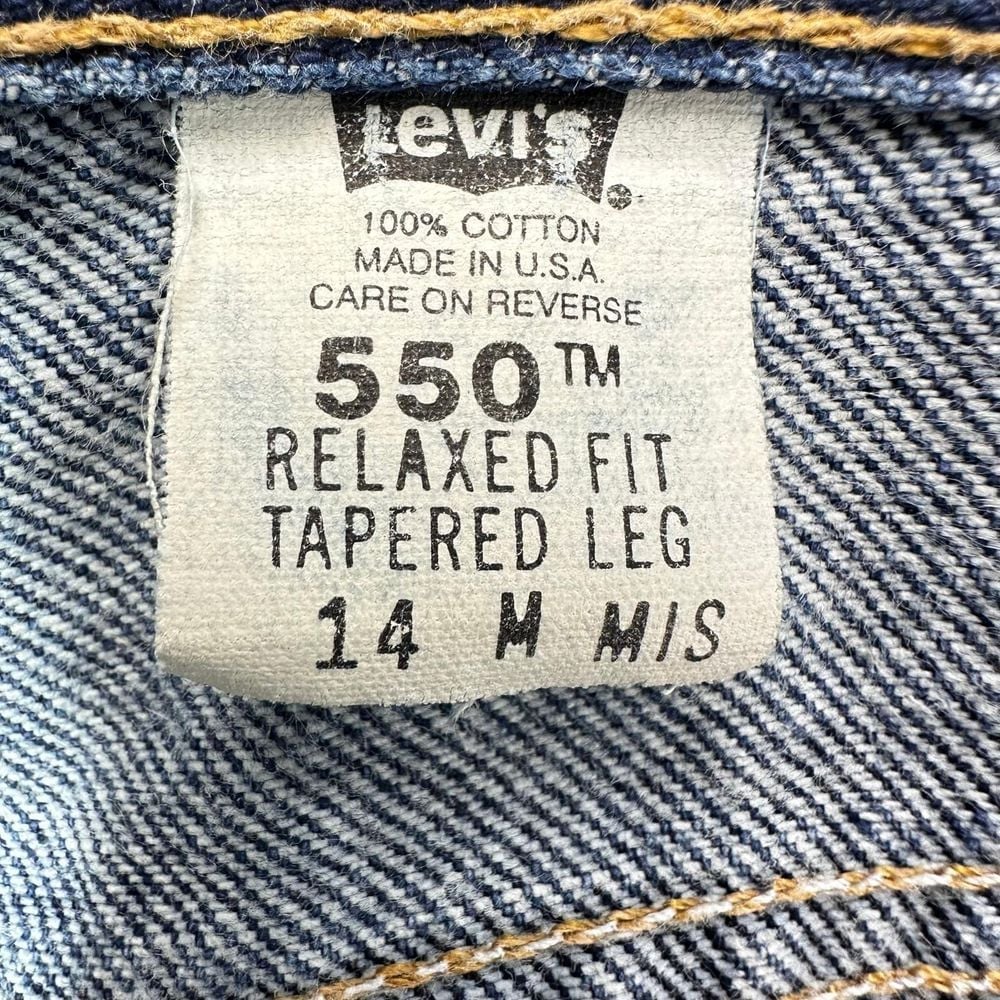 Levi's
100% COTTON
MADE IN U.S.A.
CARE ON REVERSE
550™
RELAXED FIT
TAPERED LEG
14 M M/S